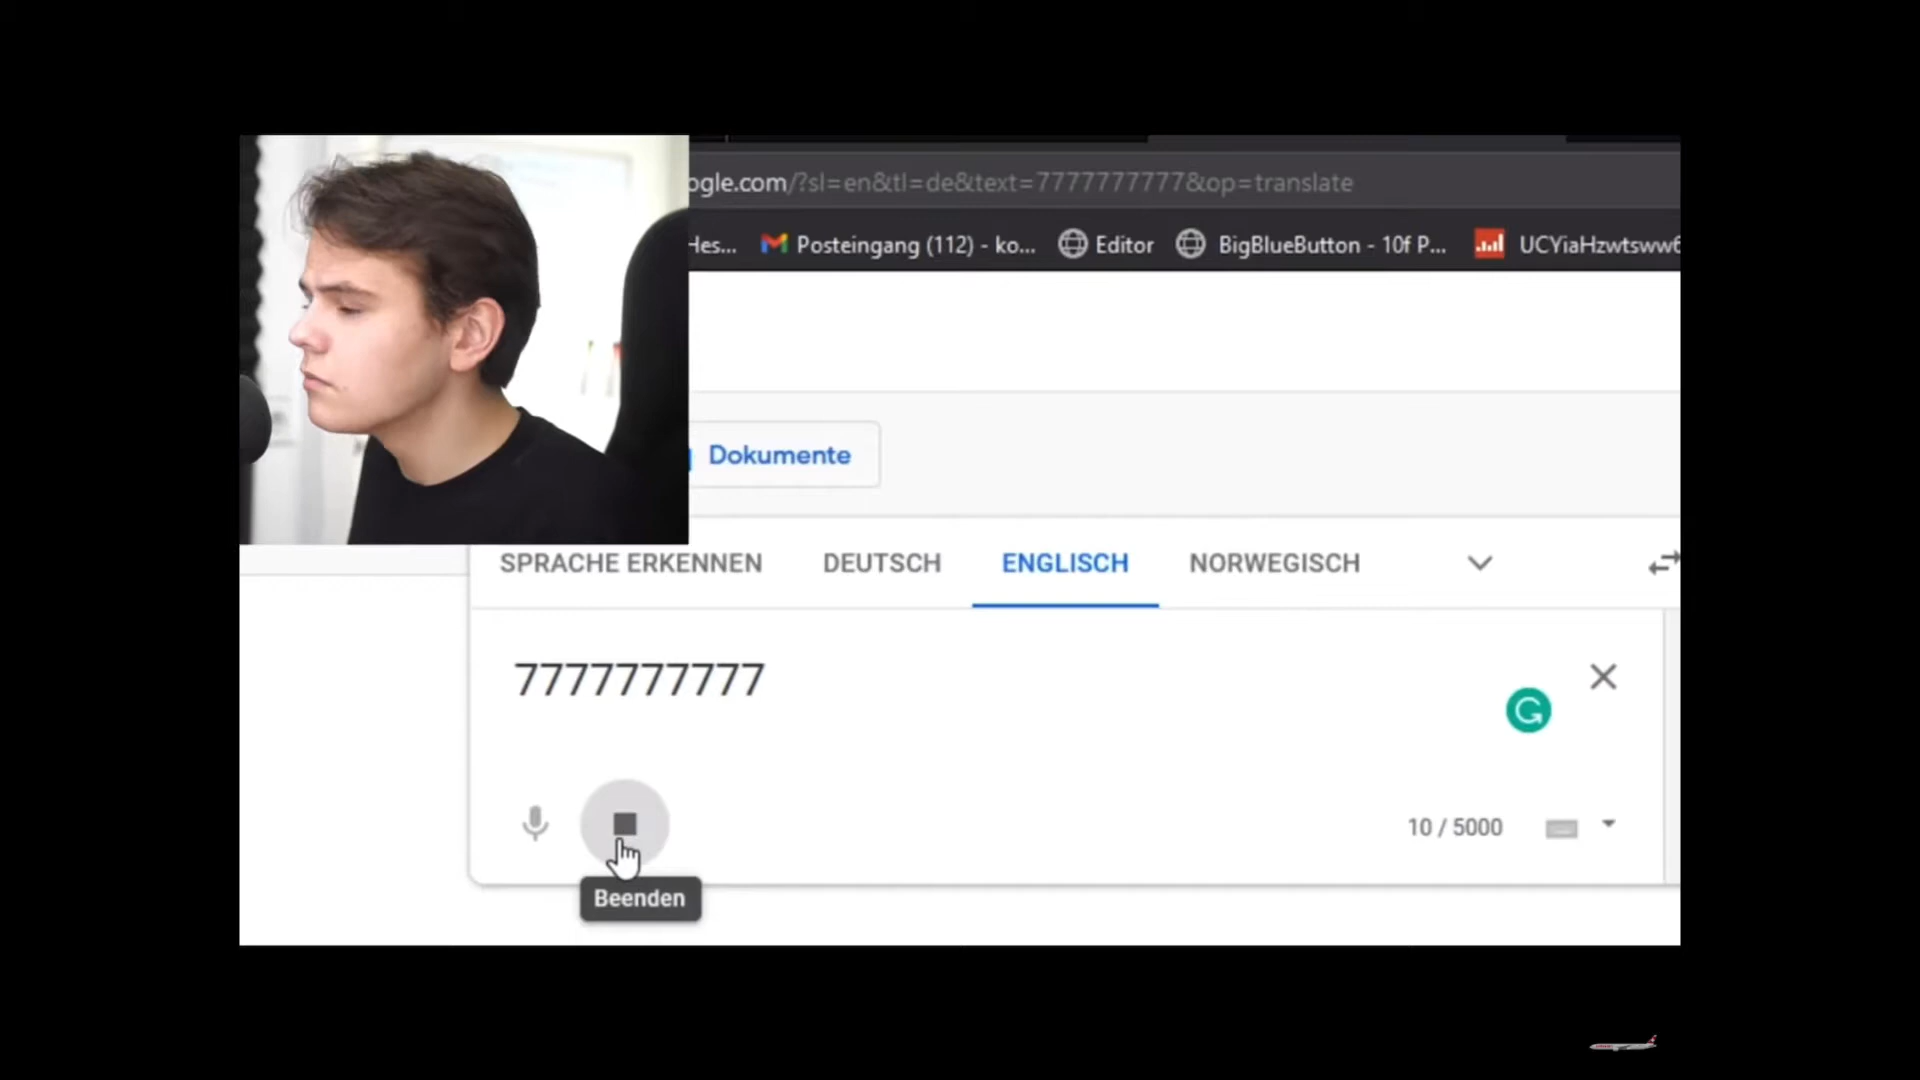 ogle.com/?sl=en&tl=de&text=7777777777&op=translate
Hes... Posteingang (112) - ko... Editor BigBlueButton - 10f P... UCYiaHzwtsww6
Dokumente
SPRACHE ERKENNEN DEUTSCH ENGLISCH NORWEGISCH
7777777777
10 / 5000
Beenden